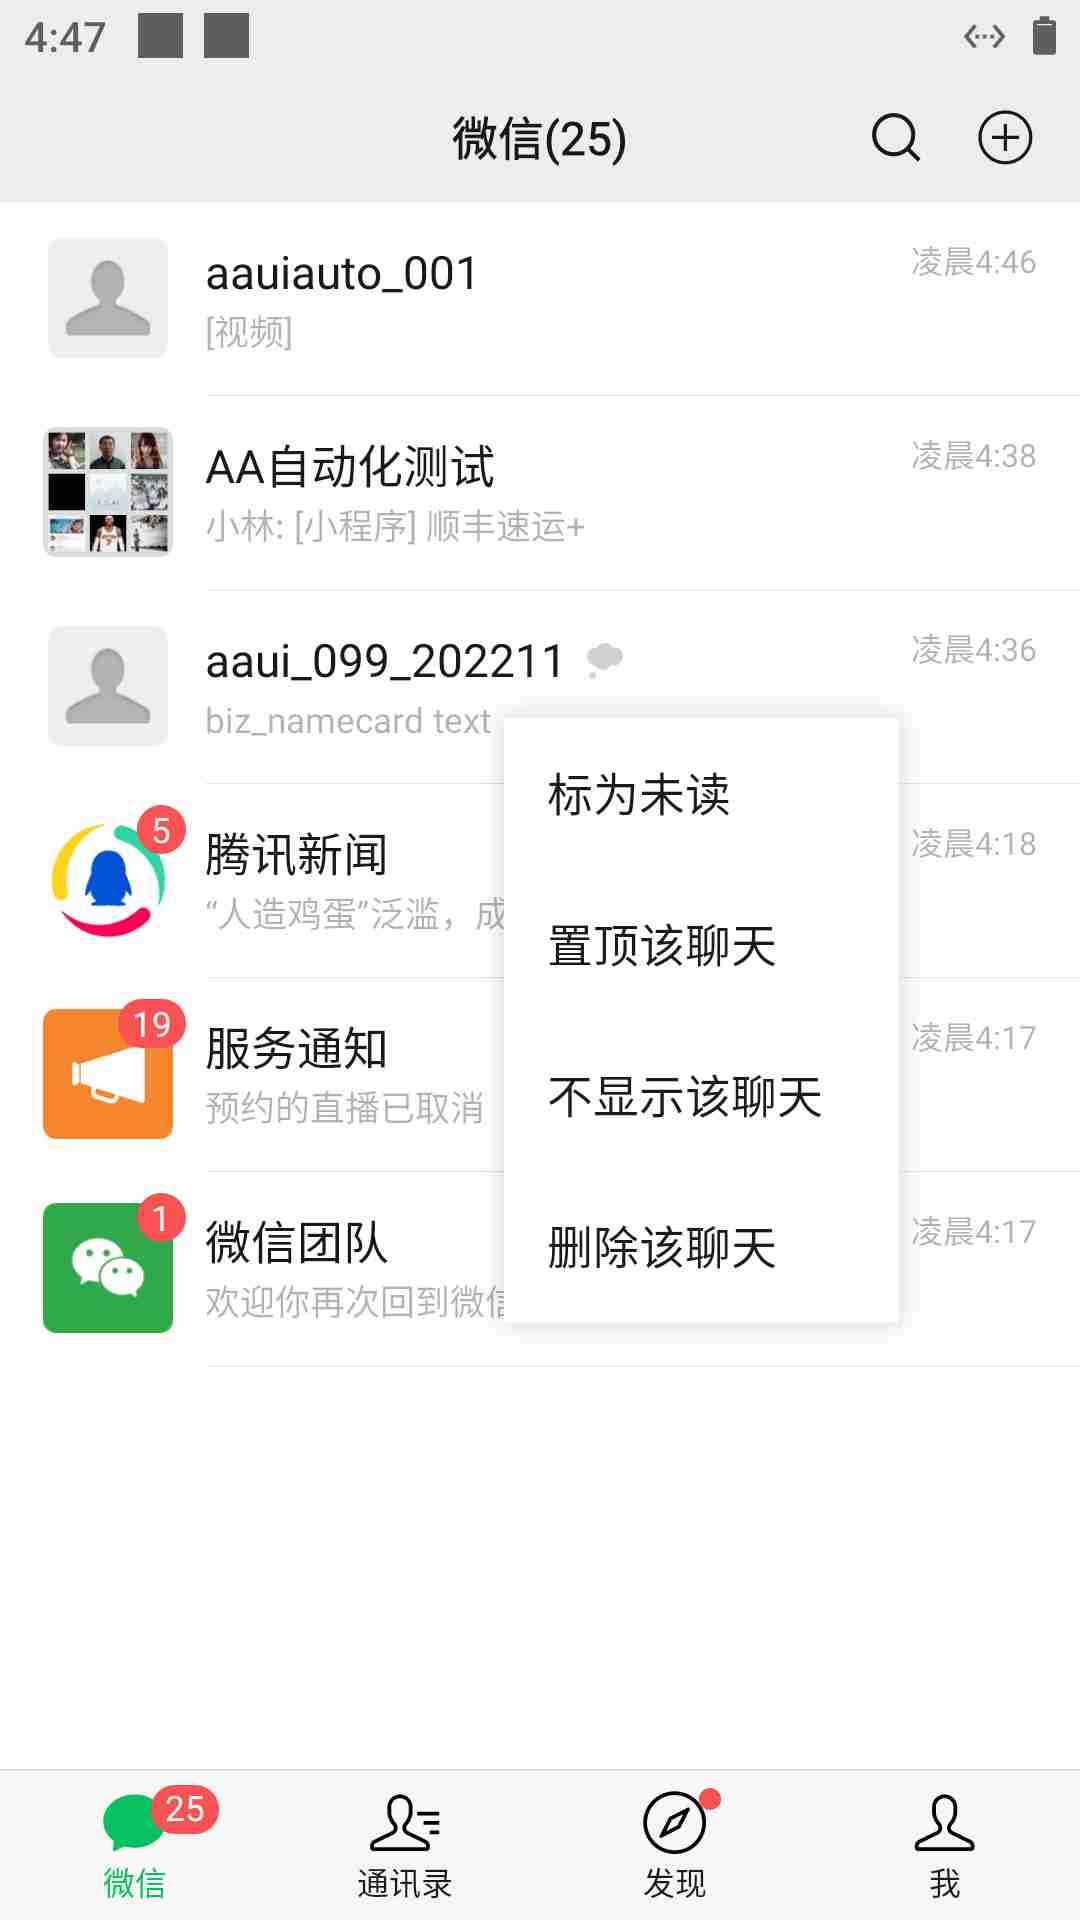 4:47
微信(25)
aauiauto_001
凌晨4:46
[视频]
AA自动化测试
凌晨4:38
小林: [小程序] 顺丰速运+
aaui_099_202211
凌晨4:36
biz_namecard text
标为未读
5
腾讯新闻
凌晨4:18
“人造鸡蛋”泛滥，成
置顶该聊天
19
服务通知
凌晨4:17
预约的直播已取消
不显示该聊天
1
微信团队
凌晨4:17
欢迎你再次回到微信
删除该聊天
25
微信
通讯录
发现
我